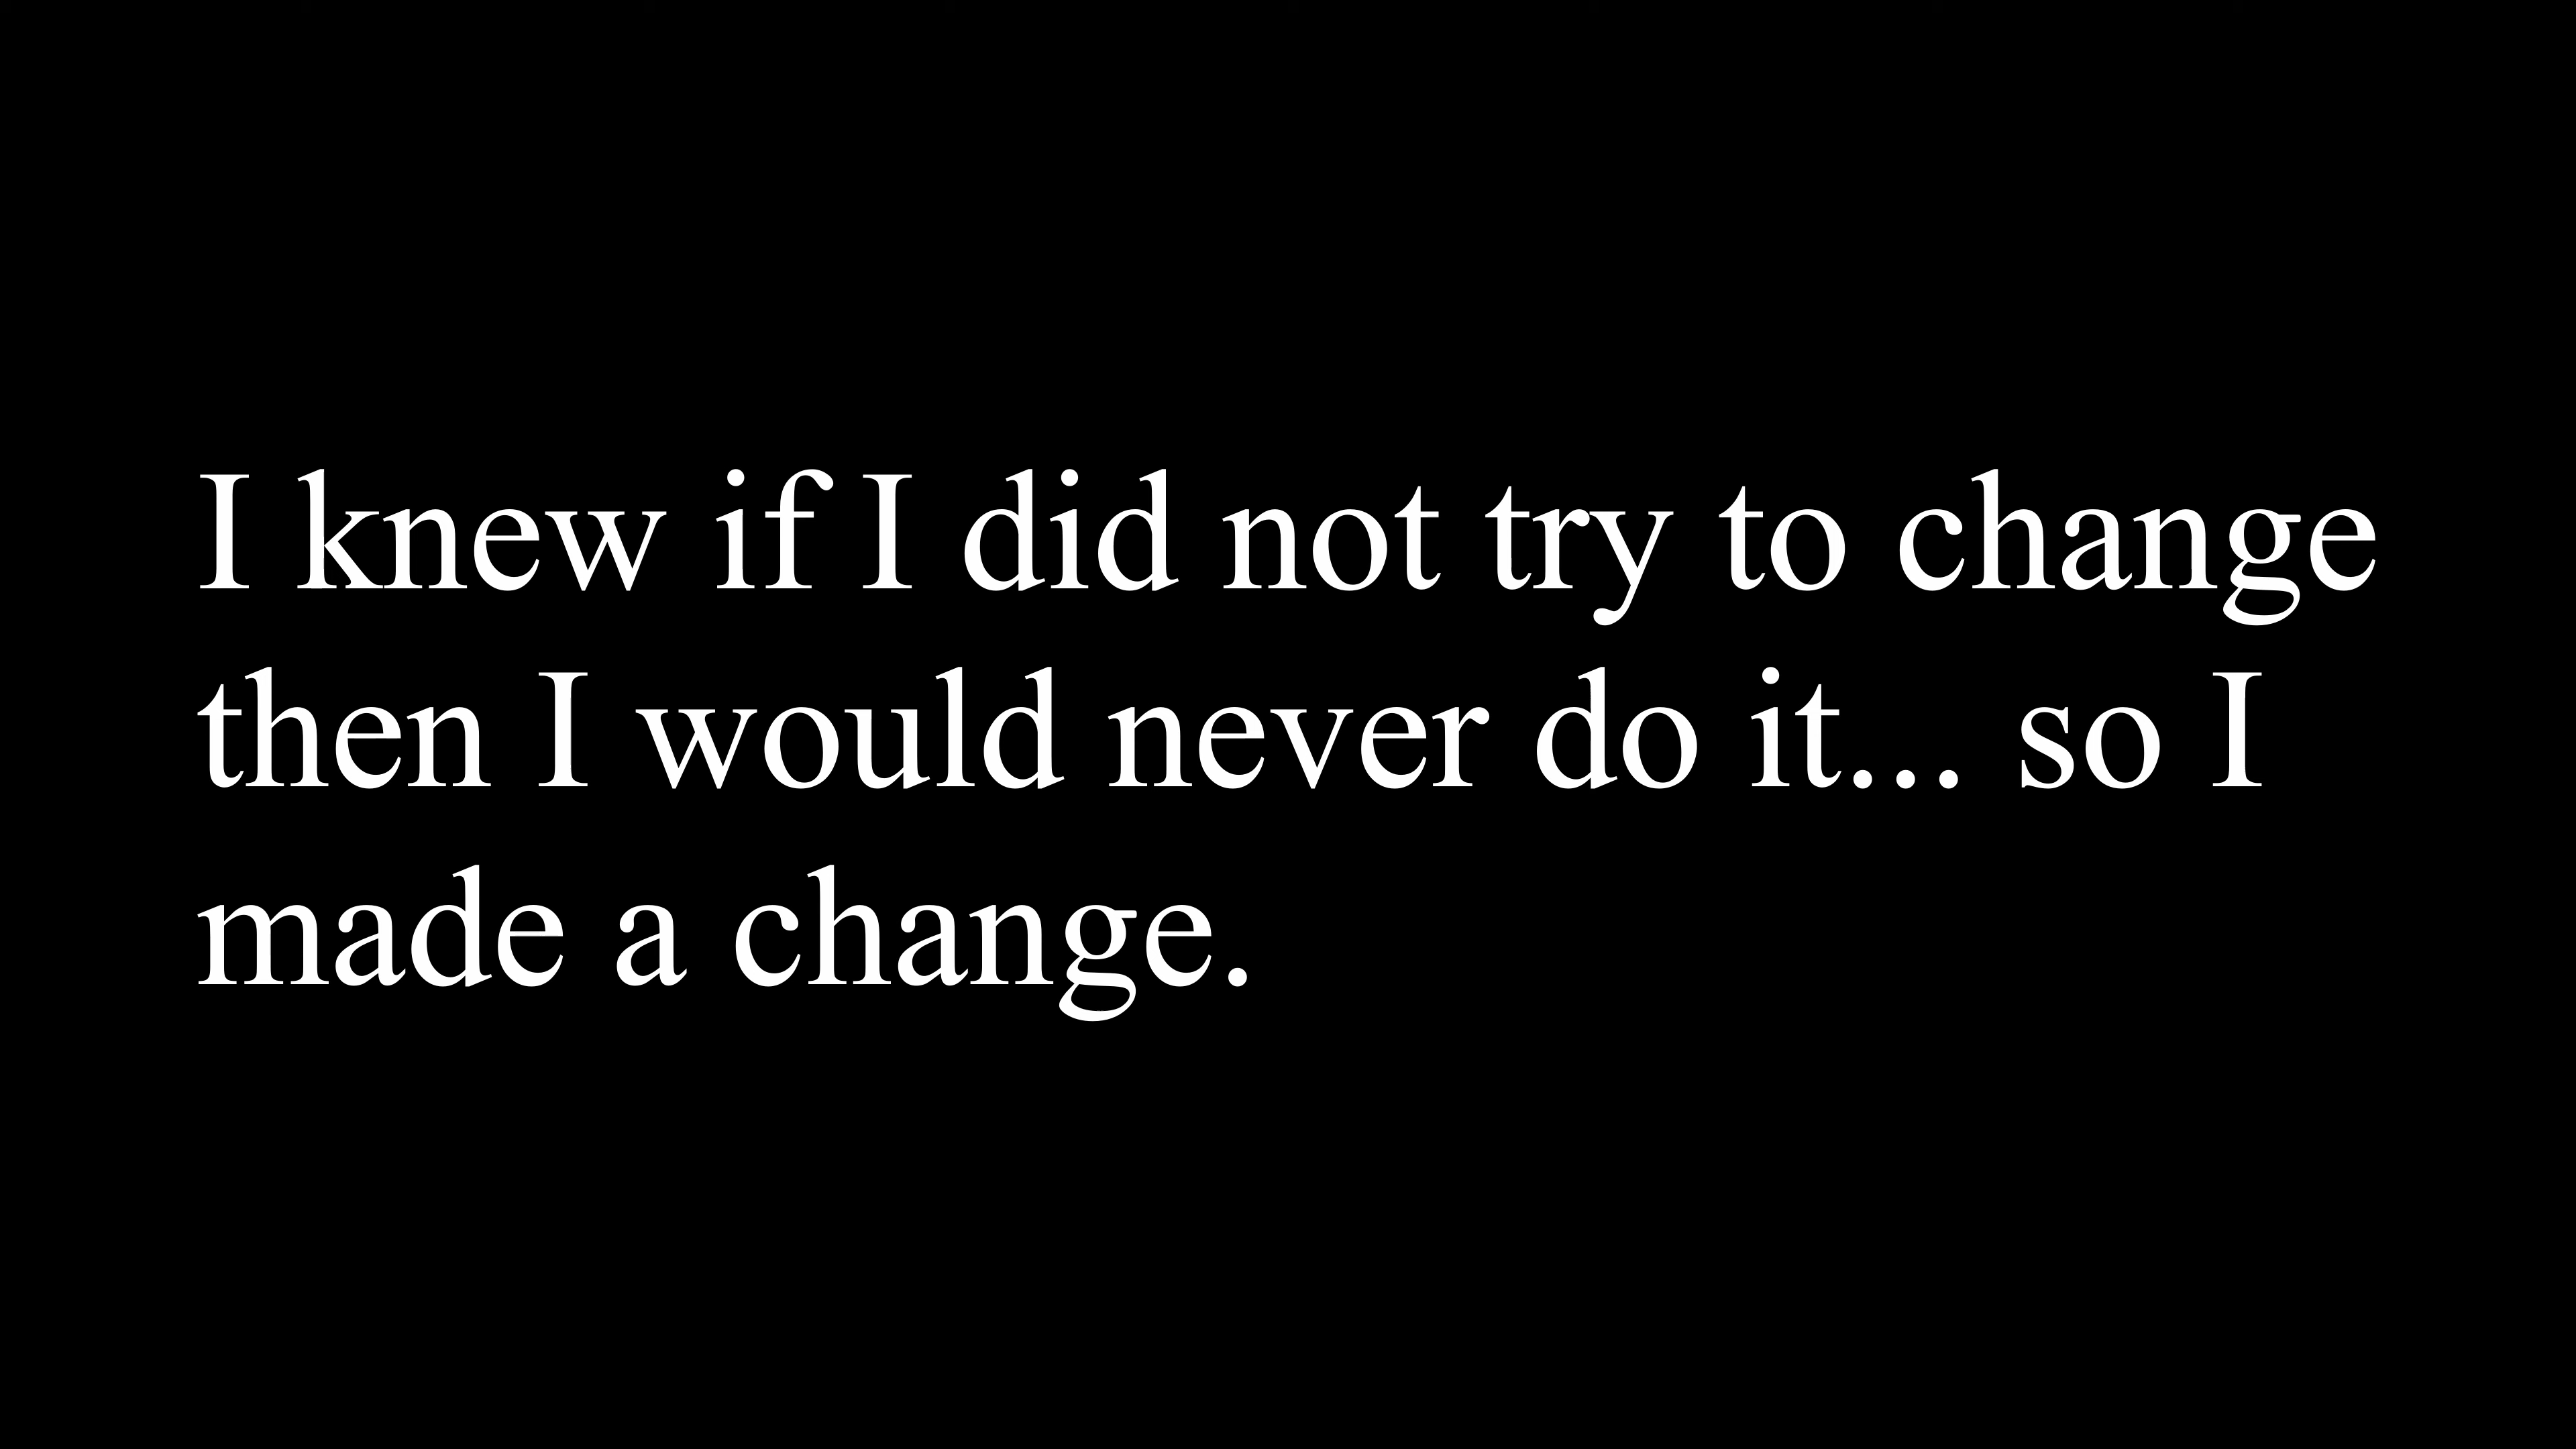 I knew if I did not try to change
then I would never do it... so I
made a change.